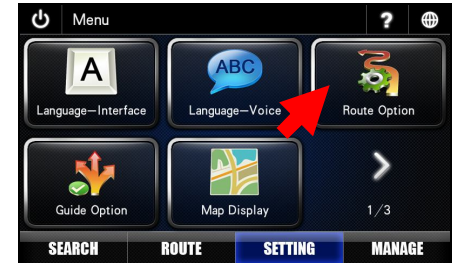 Menu ?
A ABC
Language—Interface Language—Voice Route Option
Guide Option Map Display 1/3
SEARCH ROUTE SETTING MANAGE